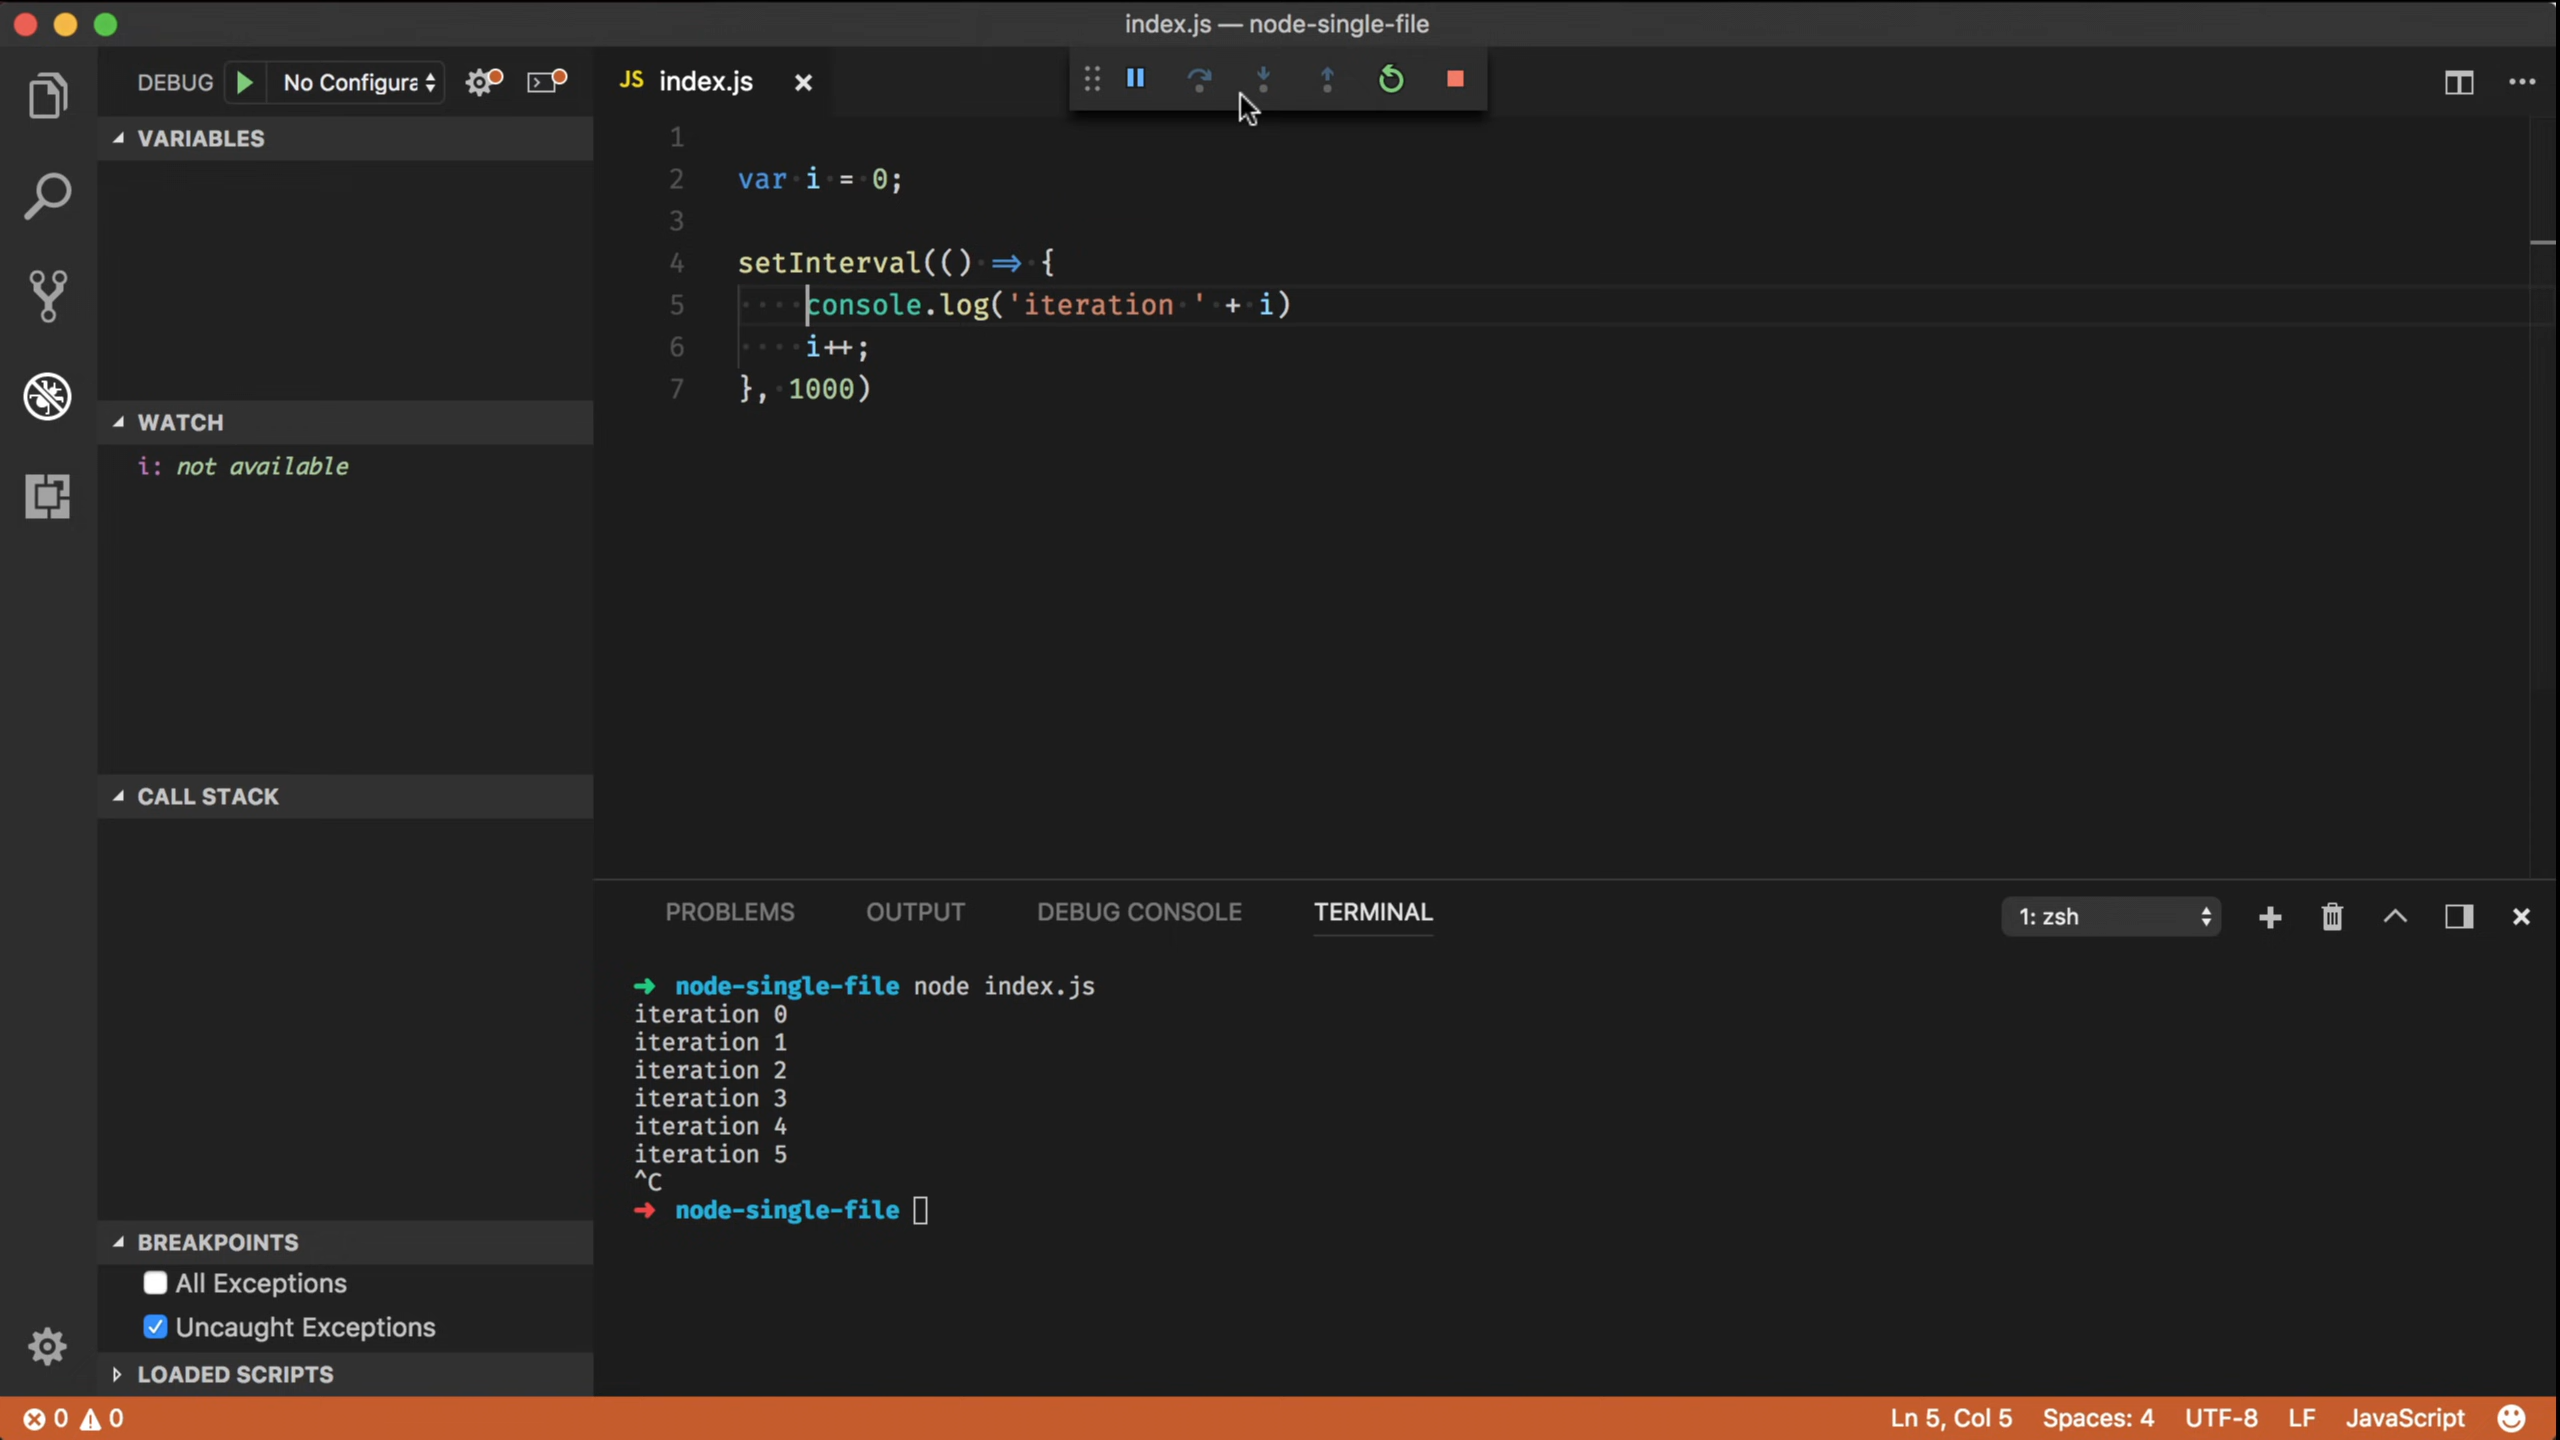 index.js — node-single-file
DEBUG No Configura
JS index.js
VARIABLES
WATCH
i: not available
CALL STACK
BREAKPOINTS
All Exceptions
Uncaught Exceptions
LOADED SCRIPTS
1
2 var i = 0;
3
4 setInterval(() => {
5 console.log('iteration ' + i)
6 i++;
7 }, 1000)
PROBLEMS OUTPUT DEBUG CONSOLE TERMINAL 1: zsh
➜ node-single-file node index.js
iteration 0
iteration 1
iteration 2
iteration 3
iteration 4
iteration 5
^C
➜ node-single-file
0 0 Ln 5, Col 5 Spaces: 4 UTF-8 LF JavaScript